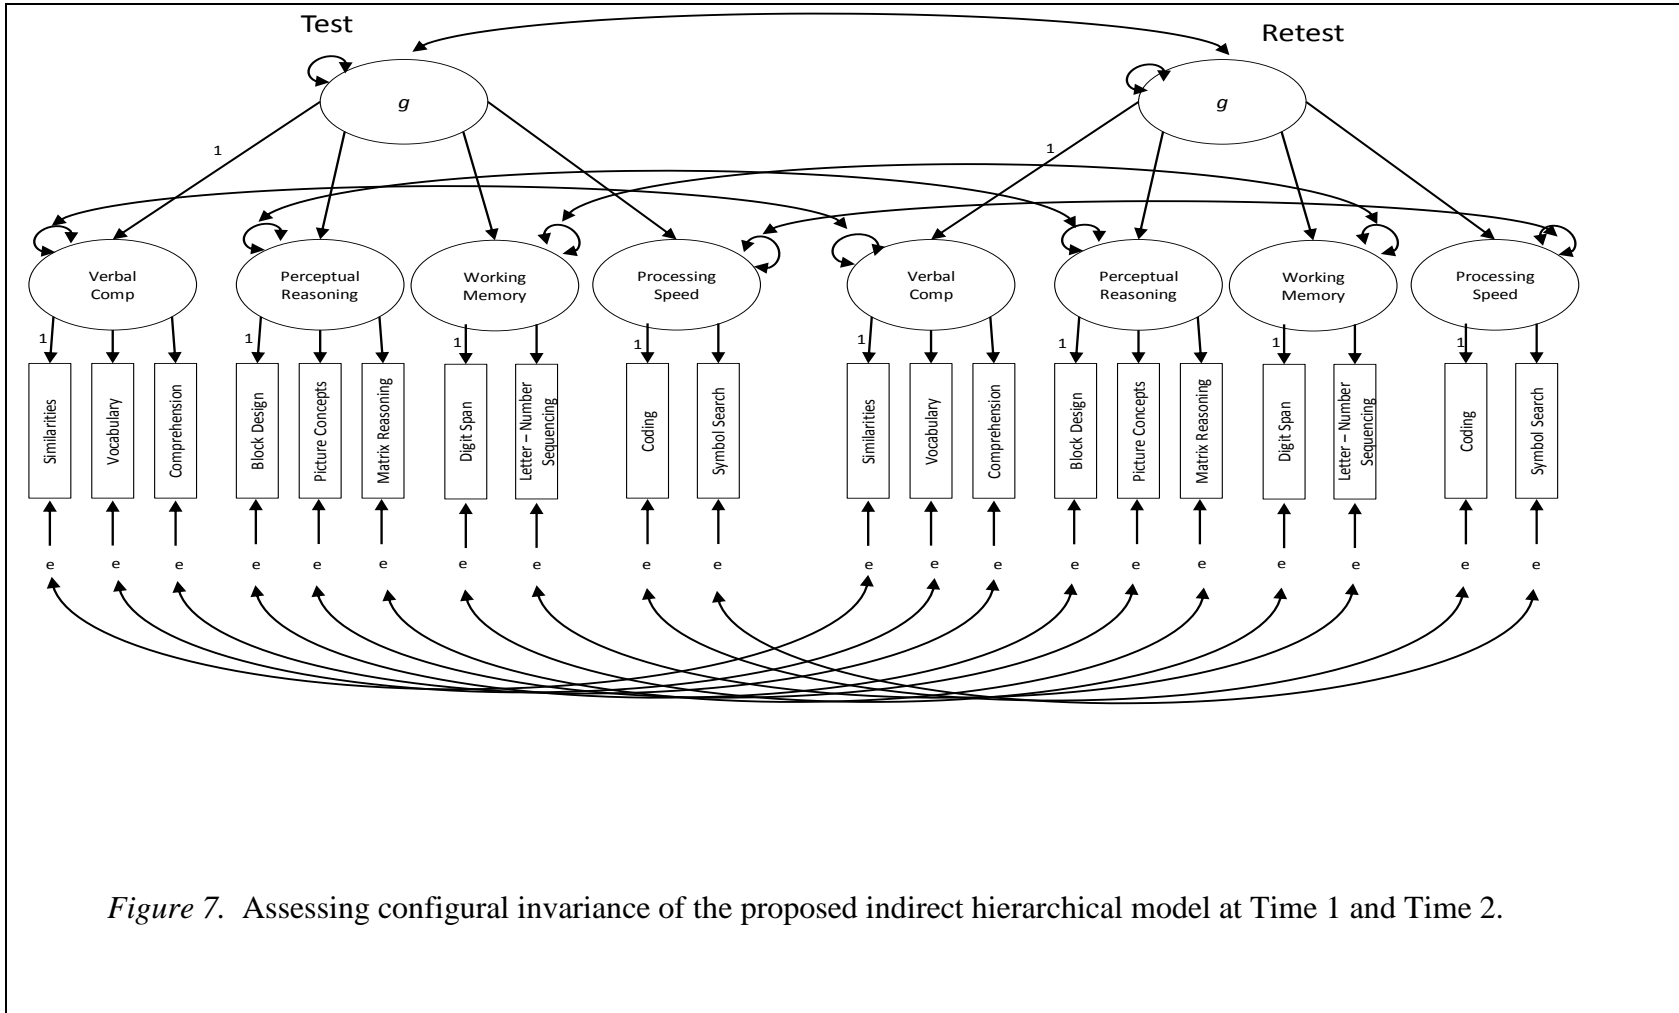 Test
Retest
g
g
1
1
Verbal
Comp
Perceptual
Reasoning
Working
Memory
Processing
Speed
Verbal
Comp
Perceptual
Reasoning
Working
Memory
Processing
Speed
1
1
1
1
1
1
1
1
Similarities
Vocabulary
Comprehension
Block Design
Picture Concepts
Matrix Reasoning
Digit Span
Letter – Number
Sequencing
Coding
Symbol Search
Similarities
Vocabulary
Comprehension
Block Design
Picture Concepts
Matrix Reasoning
Digit Span
Letter – Number
Sequencing
Coding
Symbol Search
e e e e e e e e e e e e e e e e e e e e
Figure 7. Assessing configural invariance of the proposed indirect hierarchical model at Time 1 and Time 2.